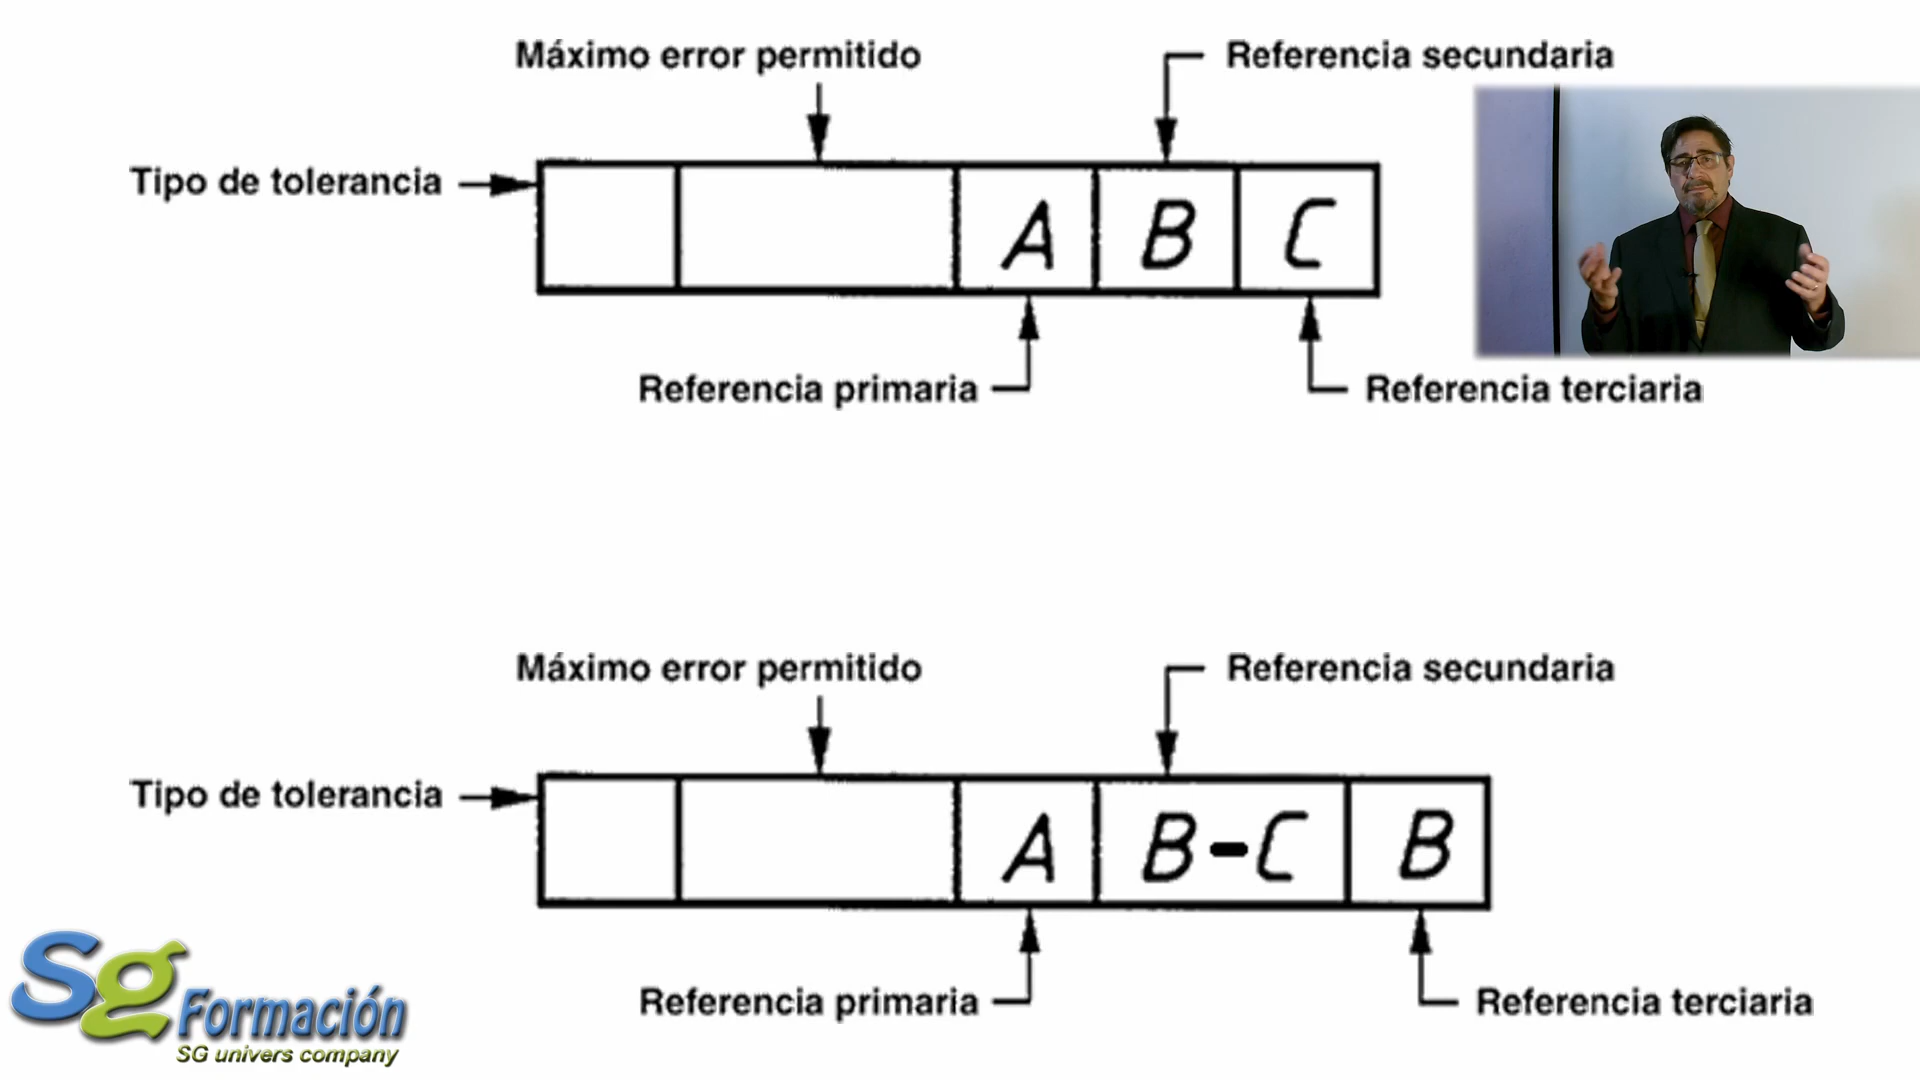 Máximo error permitido
Referencia secundaria
Tipo de tolerancia
A B C
Referencia primaria
Referencia terciaria
Máximo error permitido
Referencia secundaria
Tipo de tolerancia
A B-C B
Referencia primaria
Referencia terciaria
Sg Formación
SG univers company